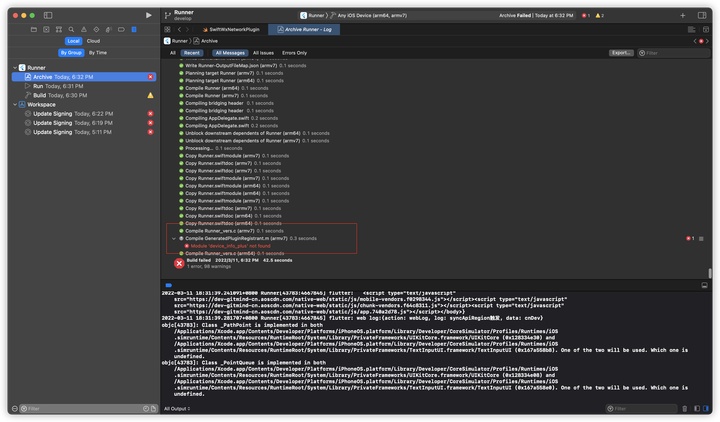 Runner
develop
Runner
Any iOS Device (arm64, armv7)
Archive Failed | Today at 6:32 PM
1
2
SwiftWxNetworkPlugin
Archive Runner - Log
Local
Cloud
By Group
By Time
Runner
Archive Today, 6:32 PM
Run Today, 6:31 PM
Build Today, 6:30 PM
Workspace
Update Signing Today, 6:22 PM
Update Signing Today, 6:19 PM
Update Signing Today, 5:11 PM
Filter
Runner
Archive
All
Recent
All Messages
All Issues
Errors Only
Export...
Filter
Write Runner-OutputFileMap.json (armv7) 0.1 seconds
Planning target Runner (armv7)
Planning target Runner (arm64)
Compile Runner (arm64) 0.1 seconds
Compile Runner (armv7) 0.1 seconds
Compiling bridging header 0.1 seconds
Compiling bridging header 0.1 seconds
Compiling AppDelegate.swift 0.2 seconds
Compiling AppDelegate.swift 0.2 seconds
Unblock downstream dependents of Runner (arm64) 0.1 seconds
Unblock downstream dependents of Runner (armv7) 0.1 seconds
Processing... 0.1 seconds
Copy Runner.swiftmodule (armv7) 0.1 seconds
Copy Runner.swiftdoc (armv7) 0.1 seconds
Copy Runner.swiftdoc (arm64) 0.1 seconds
Copy Runner.swiftmodule (armv7) 0.1 seconds
Copy Runner.swiftmodule (arm64) 0.1 seconds
Copy Runner.swiftmodule (arm64) 0.1 seconds
Copy Runner.swiftdoc (armv7) 0.1 seconds
Copy Runner.swiftdoc (arm64) 0.1 seconds
Copy Runner.swiftdoc (arm64) 0.1 seconds
Compile Runner_vers.c (armv7) 0.1 seconds
Compile GeneratedPluginRegistrant.m (armv7) 0.3 seconds
1
Module 'device_info_plus' not found
Compile Runner_vers.c (arm64) 0.1 seconds
Build failed 2022/3/11, 6:32 PM 42.5 seconds
1 error, 55 warnings
2022-03-11 18:31:39.241091+0800 Runner[43783:4667845] flutter: <script type="text/javascript"
src="https://dev-gitmind-cn.aoscdn.com/native-web/static/js/mobile-vendors.f0298344.js"></script><script type="text/javascript"
src="https://dev-gitmind-cn.aoscdn.com/native-web/static/js/chunk-vendors.f64c8311.js"></script><script type="text/javascript"
src="https://dev-gitmind-cn.aoscdn.com/native-web/static/js/app.740a2d78.js"></script></body>}
2022-03-11 18:31:39.281707+0800 Runner[43783:4667845] flutter: web log:{action: webLog, log: syncApiRegion触发, data: cnDev}
objc[43783]: Class _PathPoint is implemented in both
/Applications/Xcode.app/Contents/Developer/Platforms/iPhoneOS.platform/Library/Developer/CoreSimulator/Profiles/Runtimes/iOS
.simruntime/Contents/Resources/RuntimeRoot/System/Library/PrivateFrameworks/UIKitCore.framework/UIKitCore (0x128334e30) and
/Applications/Xcode.app/Contents/Developer/Platforms/iPhoneOS.platform/Library/Developer/CoreSimulator/Profiles/Runtimes/iOS
.simruntime/Contents/Resources/RuntimeRoot/System/Library/PrivateFrameworks/TextInputUI.framework/TextInputUI (0x167a558b8). One of the two will be used. Which one is
undefined.
objc[43783]: Class _PointQueue is implemented in both
/Applications/Xcode.app/Contents/Developer/Platforms/iPhoneOS.platform/Library/Developer/CoreSimulator/Profiles/Runtimes/iOS
.simruntime/Contents/Resources/RuntimeRoot/System/Library/PrivateFrameworks/UIKitCore.framework/UIKitCore (0x128334e08) and
/Applications/Xcode.app/Contents/Developer/Platforms/iPhoneOS.platform/Library/Developer/CoreSimulator/Profiles/Runtimes/iOS
.simruntime/Contents/Resources/RuntimeRoot/System/Library/PrivateFrameworks/TextInputUI.framework/TextInputUI (0x167a558e0). One of the two will be used. Which one is
undefined.
All Output
Filter